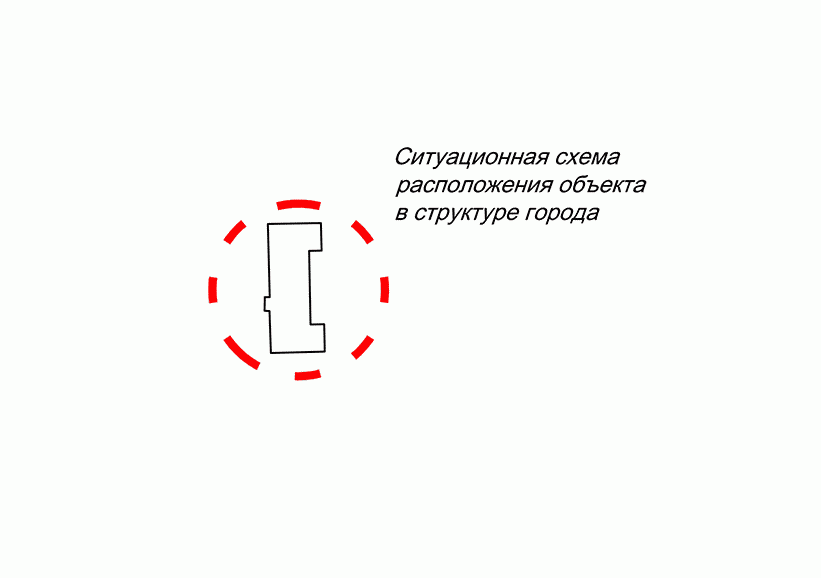 Ситуационная схема
расположения объекта
в структуре города